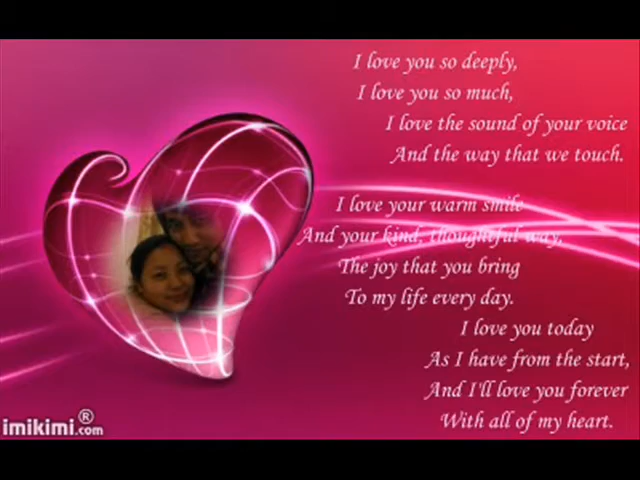 I love you so deeply,
I love you so much,
I love the sound of your voice
And the way that we touch.
I love your warm smile
And your kind, thoughtful way,
The joy that you bring
To my life every day.
I love you today
As I have from the start,
And I'll love you forever
With all of my heart.
imikimi.com®